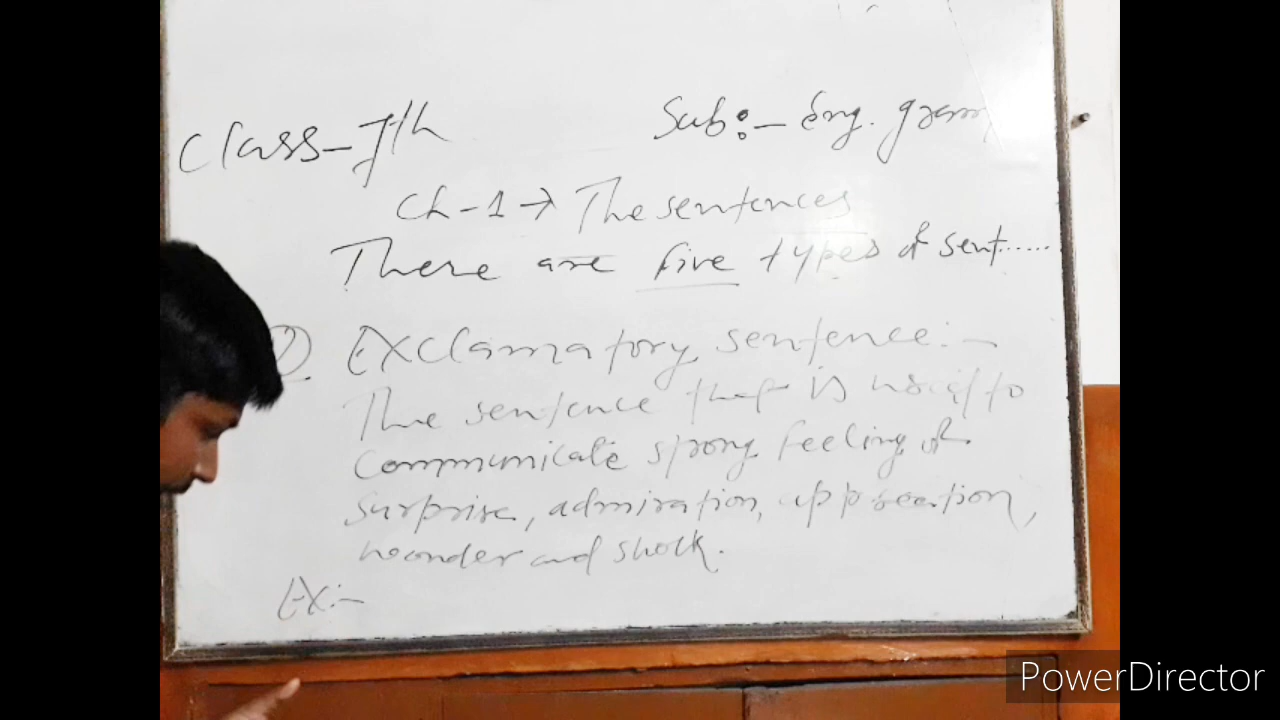 Class-7th
Sub:- Eng. gram
Ch-1 → The sentences
There are five types of sent......
Exclamatory sentence:-
The sentence that is used to
communicate strong feeling of
surprise, admiration, appreection,
wonder and shock.
Ex:-
PowerDirector